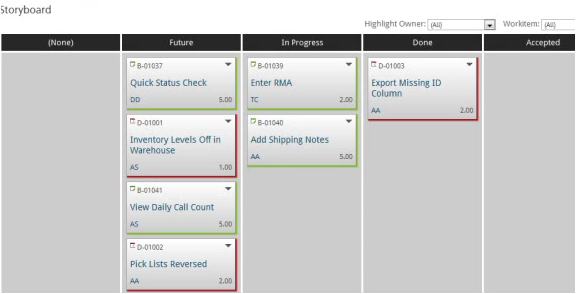 Storyboard
Highlight Owner: (All) Workitem: (All)
(None) Future In Progress Done Accepted
B-01037
Quick Status Check
DD 5.00
D-01001
Inventory Levels Off in
Warehouse
AS 1.00
B-01041
View Daily Call Count
AS 5.00
D-01002
Pick Lists Reversed
AA 2.00
B-01039
Enter RMA
TC 2.00
B-01040
Add Shipping Notes
AA 5.00
D-01003
Export Missing ID
Column
AA 2.00